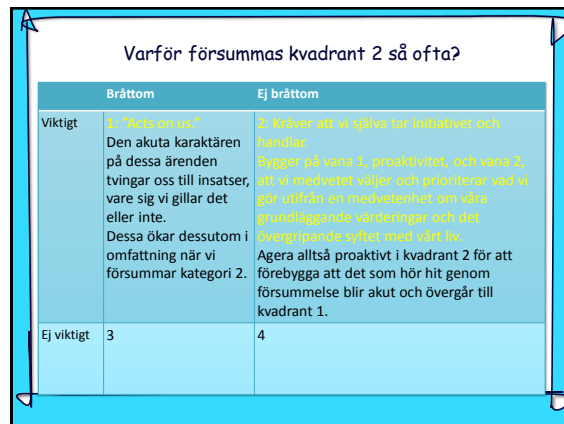 Varför försummas kvadrant 2 så ofta?
Bråttom
Ej bråttom
Viktigt
1: "Acts on us."
Den akuta karaktären
på dessa ärenden
tvingar oss till insatser,
vare sig vi gillar det
eller inte.
Dessa ökar dessutom i
omfattning när vi
försummar kategori 2.
2: Kräver att vi själva tar initiativet och
handlar.
Bygger på vana 1, proaktivitet, och vana 2,
att vi medvetet väljer och prioriterar vad vi
gör utifrån en medvetenhet om våra
grundläggande värderingar och det
övergripande syftet med vårt liv.
Agera alltså proaktivt i kvadrant 2 för att
förebygga att det som hör hit genom
försummelse blir akut och övergår till
kvadrant 1.
Ej viktigt
3
4